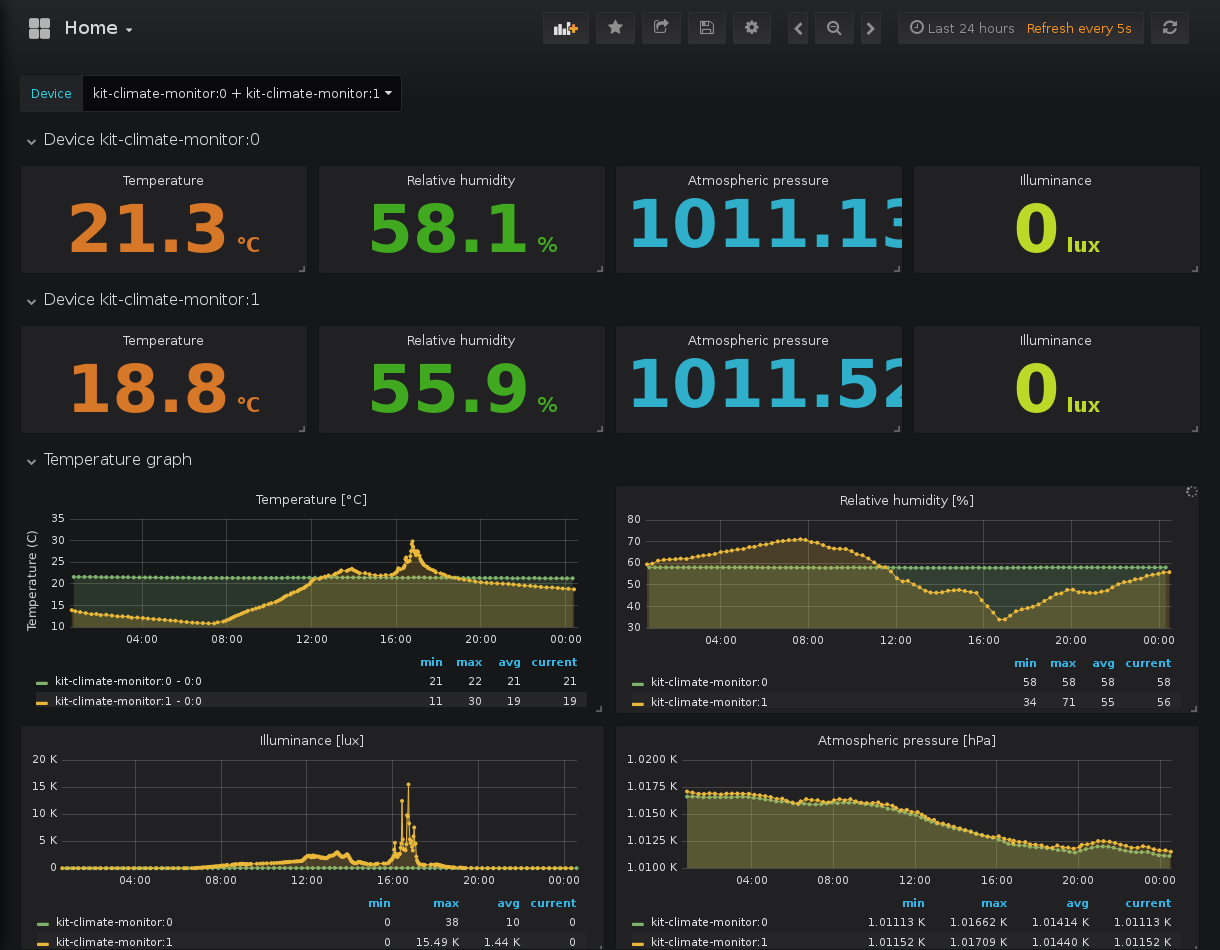 Home
Last 24 hours Refresh every 5s
Device kit-climate-monitor:0 + kit-climate-monitor:1
Device kit-climate-monitor:0
Temperature Relative humidity Atmospheric pressure Illuminance
21.3 °C 58.1 % 1011.13 0 lux
Device kit-climate-monitor:1
Temperature Relative humidity Atmospheric pressure Illuminance
18.8 °C 55.9 % 1011.52 0 lux
Temperature graph
Temperature [°C]
Temperature (C)
35
30
25
20
15
10
04:00 08:00 12:00 16:00 20:00 00:00
min max avg current
kit-climate-monitor:0 - 0:0 21 22 21 21
kit-climate-monitor:1 - 0:0 11 30 19 19
Relative humidity [%]
80
70
60
50
40
30
04:00 08:00 12:00 16:00 20:00 00:00
min max avg current
kit-climate-monitor:0 58 58 58 58
kit-climate-monitor:1 34 71 55 56
Illuminance [lux]
20 K
15 K
10 K
5 K
0
04:00 08:00 12:00 16:00 20:00 00:00
min max avg current
kit-climate-monitor:0 0 38 10 0
kit-climate-monitor:1 0 15.49 K 1.44 K 0
Atmospheric pressure [hPa]
1.0200 K
1.0175 K
1.0150 K
1.0125 K
1.0100 K
04:00 08:00 12:00 16:00 20:00 00:00
min max avg current
kit-climate-monitor:0 1.01113 K 1.01662 K 1.01414 K 1.01113 K
kit-climate-monitor:1 1.01152 K 1.01709 K 1.01440 K 1.01152 K